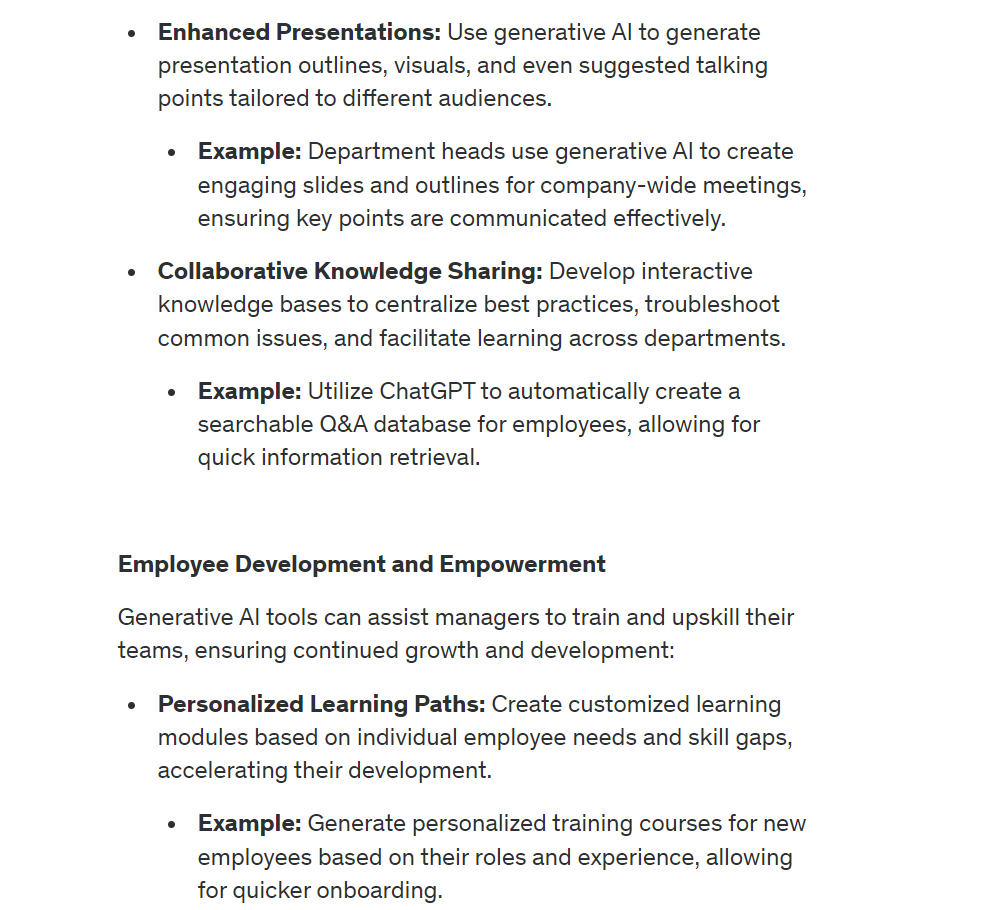 • Enhanced Presentations: Use generative AI to generate
presentation outlines, visuals, and even suggested talking
points tailored to different audiences.
• Example: Department heads use generative AI to create
engaging slides and outlines for company-wide meetings,
ensuring key points are communicated effectively.
• Collaborative Knowledge Sharing: Develop interactive
knowledge bases to centralize best practices, troubleshoot
common issues, and facilitate learning across departments.
• Example: Utilize ChatGPT to automatically create a
searchable Q&A database for employees, allowing for
quick information retrieval.
Employee Development and Empowerment
Generative AI tools can assist managers to train and upskill their
teams, ensuring continued growth and development:
• Personalized Learning Paths: Create customized learning
modules based on individual employee needs and skill gaps,
accelerating their development.
• Example: Generate personalized training courses for new
employees based on their roles and experience, allowing
for quicker onboarding.